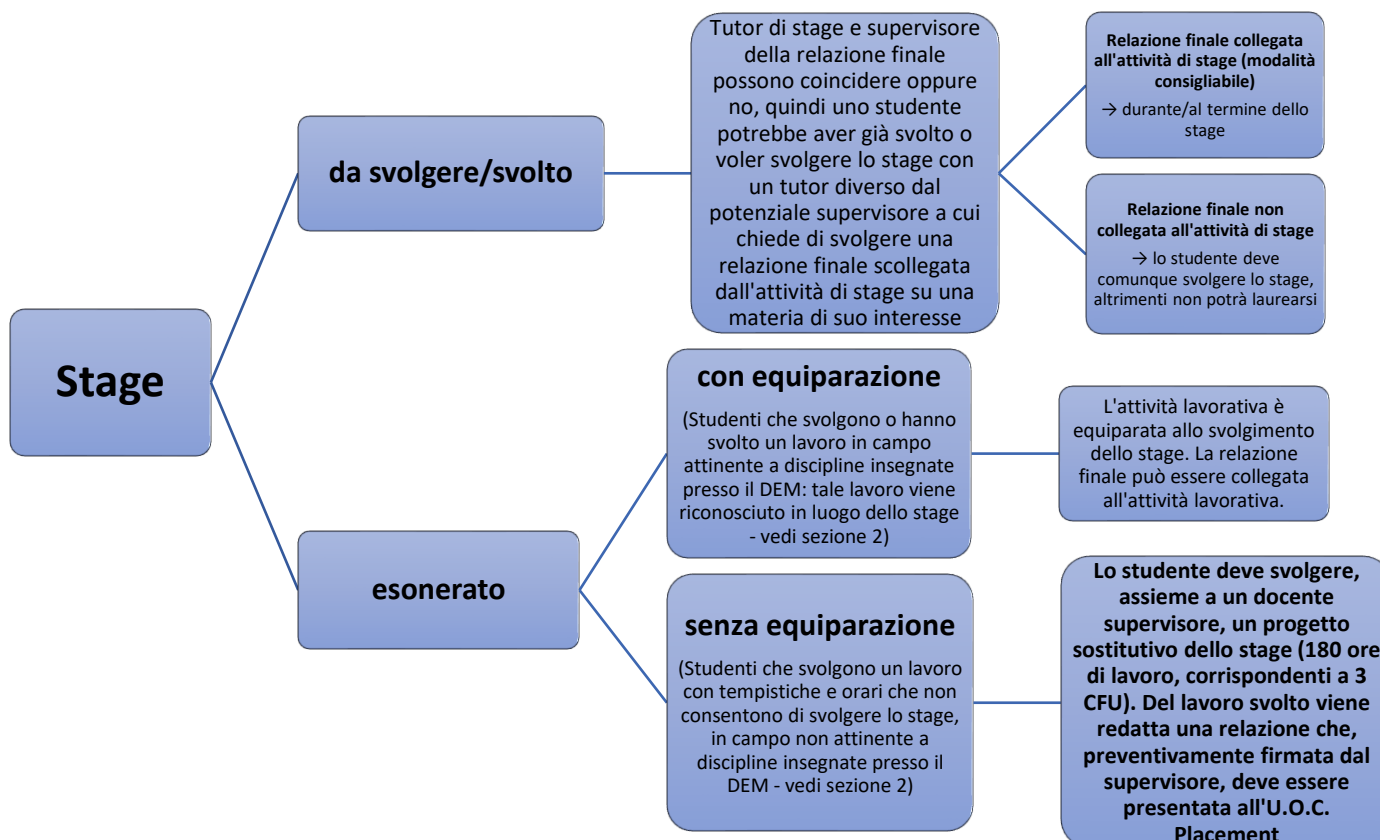 Stage
da svolgere/svolto
Tutor di stage e supervisore
della relazione finale
possono coincidere oppure
no, quindi uno studente
potrebbe aver già svolto o
voler svolgere lo stage con
un tutor diverso dal
potenziale supervisore a cui
chiede di svolgere una
relazione finale scollegata
dall'attività di stage su una
materia di suo interesse
Relazione finale collegata
all'attività di stage (modalità
consigliabile)
→ durante/al termine dello
stage
Relazione finale non
collegata all'attività di stage
→ lo studente deve
comunque svolgere lo stage,
altrimenti non potrà laurearsi
esonerato
con equiparazione
(Studenti che svolgono o hanno
svolto un lavoro in campo
attinente a discipline insegnate
presso il DEM: tale lavoro viene
riconosciuto in luogo dello stage
- vedi sezione 2)
L'attività lavorativa è
equiparata allo svolgimento
dello stage. La relazione
finale può essere collegata
all'attività lavorativa.
senza equiparazione
(Studenti che svolgono un lavoro
con tempistiche e orari che non
consentono di svolgere lo stage,
in campo non attinente a
discipline insegnate presso il
DEM - vedi sezione 2)
Lo studente deve svolgere,
assieme a un docente
supervisore, un progetto
sostitutivo dello stage (180 ore
di lavoro, corrispondenti a 3
CFU). Del lavoro svolto viene
redatta una relazione che,
preventivamente firmata dal
supervisore, deve essere
presentata all'U.O.C.
Placement